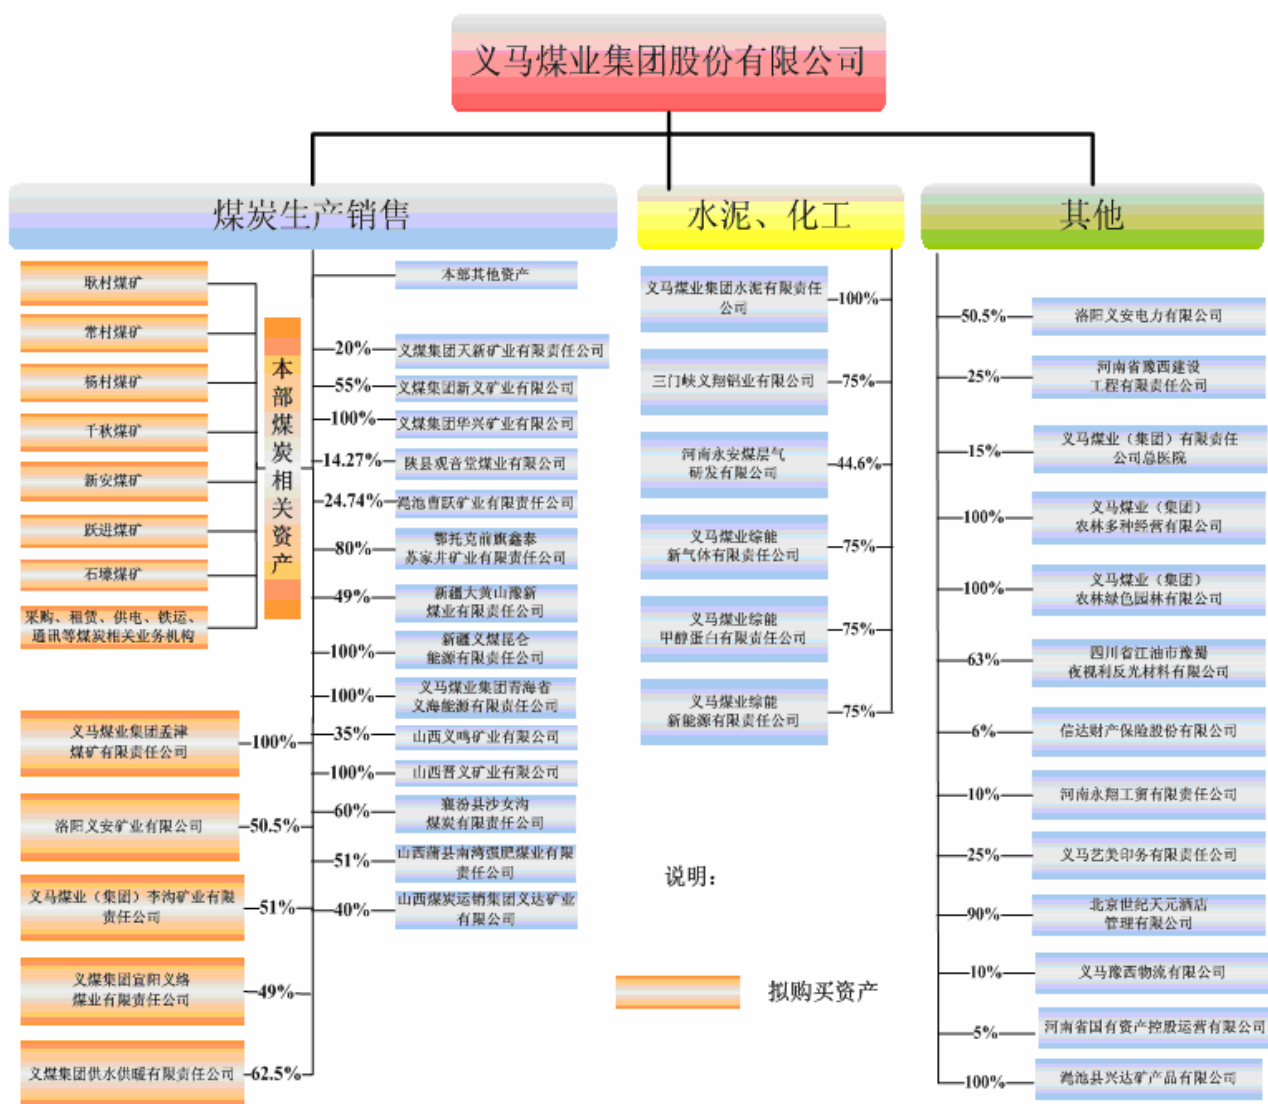 义马煤业集团股份有限公司
煤炭生产销售
耿村煤矿
常村煤矿
杨村煤矿
千秋煤矿
新安煤矿
跃进煤矿
石壕煤矿
采购、租赁、供电、铁运、
通讯等煤炭相关业务机构
本部煤炭相关资产
义马煤业集团孟津
煤矿有限责任公司
100%
洛阳义安矿业有限公司
50.5%
义马煤业（集团）李沟矿业有限
责任公司
51%
义煤集团宜阳义络
煤业有限责任公司
49%
义煤集团供水供暖有限责任公司
62.5%
本部其他资产
20%
义煤集团天新矿业有限责任公司
55%
义煤集团新义矿业有限公司
100%
义煤集团华兴矿业有限公司
14.27%
陕县观音堂煤业有限公司
24.74%
渑池曹跃矿业有限责任公司
80%
鄂托克前旗鑫泰
苏家井矿业有限责任公司
49%
新疆大黄山豫新
煤业有限责任公司
100%
新疆义煤昆仑
能源有限责任公司
100%
义马煤业集团青海省
义海能源有限责任公司
35%
山西义鸣矿业有限公司
100%
山西晋义矿业有限公司
60%
襄汾县沙女沟
煤炭有限责任公司
51%
山西蒲县南湾强肥煤业有限
责任公司
40%
山西煤炭运销集团义达矿业
有限公司
水泥、化工
义马煤业集团水泥有限责任
公司
100%
三门峡义翔铝业有限公司
75%
河南永安煤层气
研发有限公司
44.6%
义马煤业综能
新气体有限责任公司
75%
义马煤业综能
甲醇蛋白有限责任公司
75%
义马煤业综能
新能源有限责任公司
75%
说明：
拟购买资产
其他
50.5%
洛阳义安电力有限公司
25%
河南省豫西建设
工程有限责任公司
15%
义马煤业（集团）有限责任
公司总医院
100%
义马煤业（集团）
农林多种经营有限公司
100%
义马煤业（集团）
农林绿色园林有限公司
63%
四川省江油市豫蜀
夜视利反光材料有限公司
6%
信达财产保险股份有限公司
10%
河南永翔工贸有限责任公司
25%
义马艺美印务有限责任公司
90%
北京世纪天元酒店
管理有限公司
10%
义马豫西物流有限公司
5%
河南省国有资产控股运营有限公司
100%
渑池县兴达矿产品有限公司